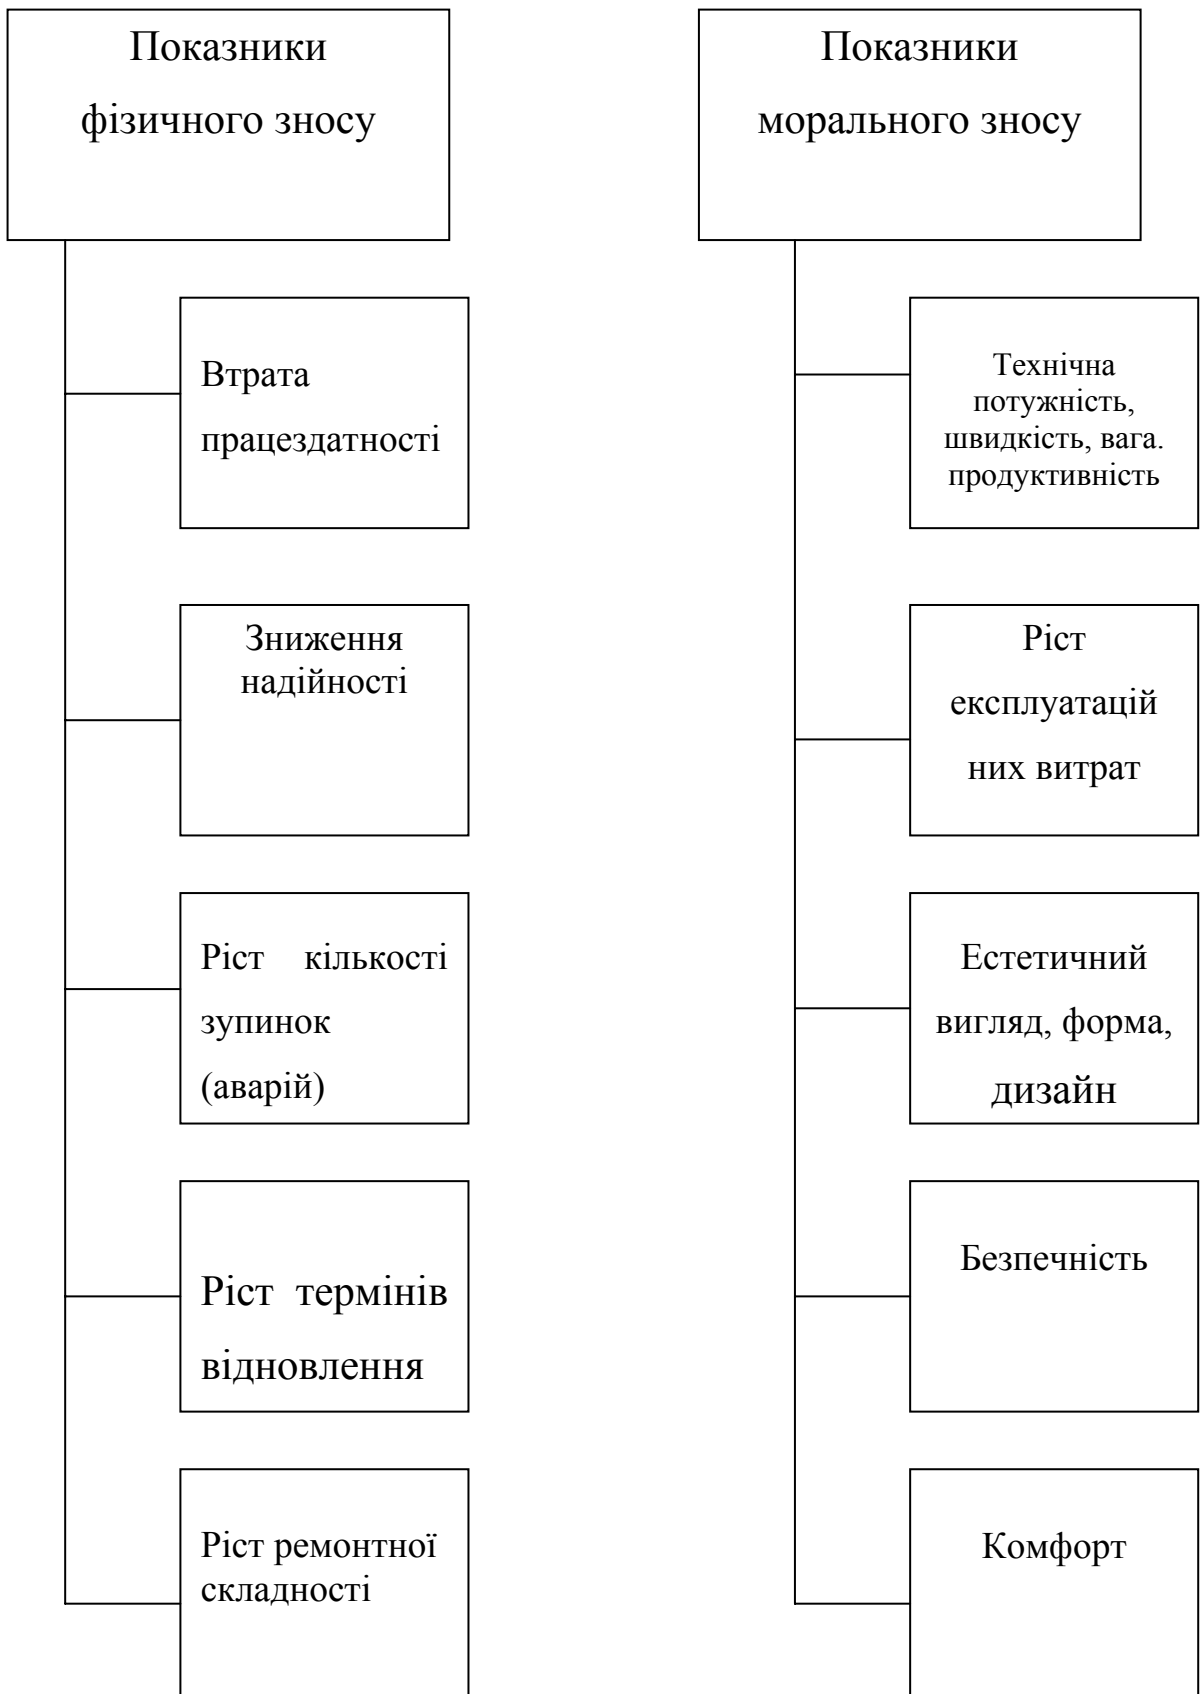 Показники
фізичного зносу
Втрата
працездатності
Зниження
надійності
Ріст кількості
зупинок
(аварій)
Ріст термінів
відновлення
Ріст ремонтної
складності
Показники
морального зносу
Технічна
потужність,
швидкість, вага.
продуктивність
Ріст
експлуатацій
них витрат
Естетичний
вигляд, форма,
дизайн
Безпечність
Комфорт